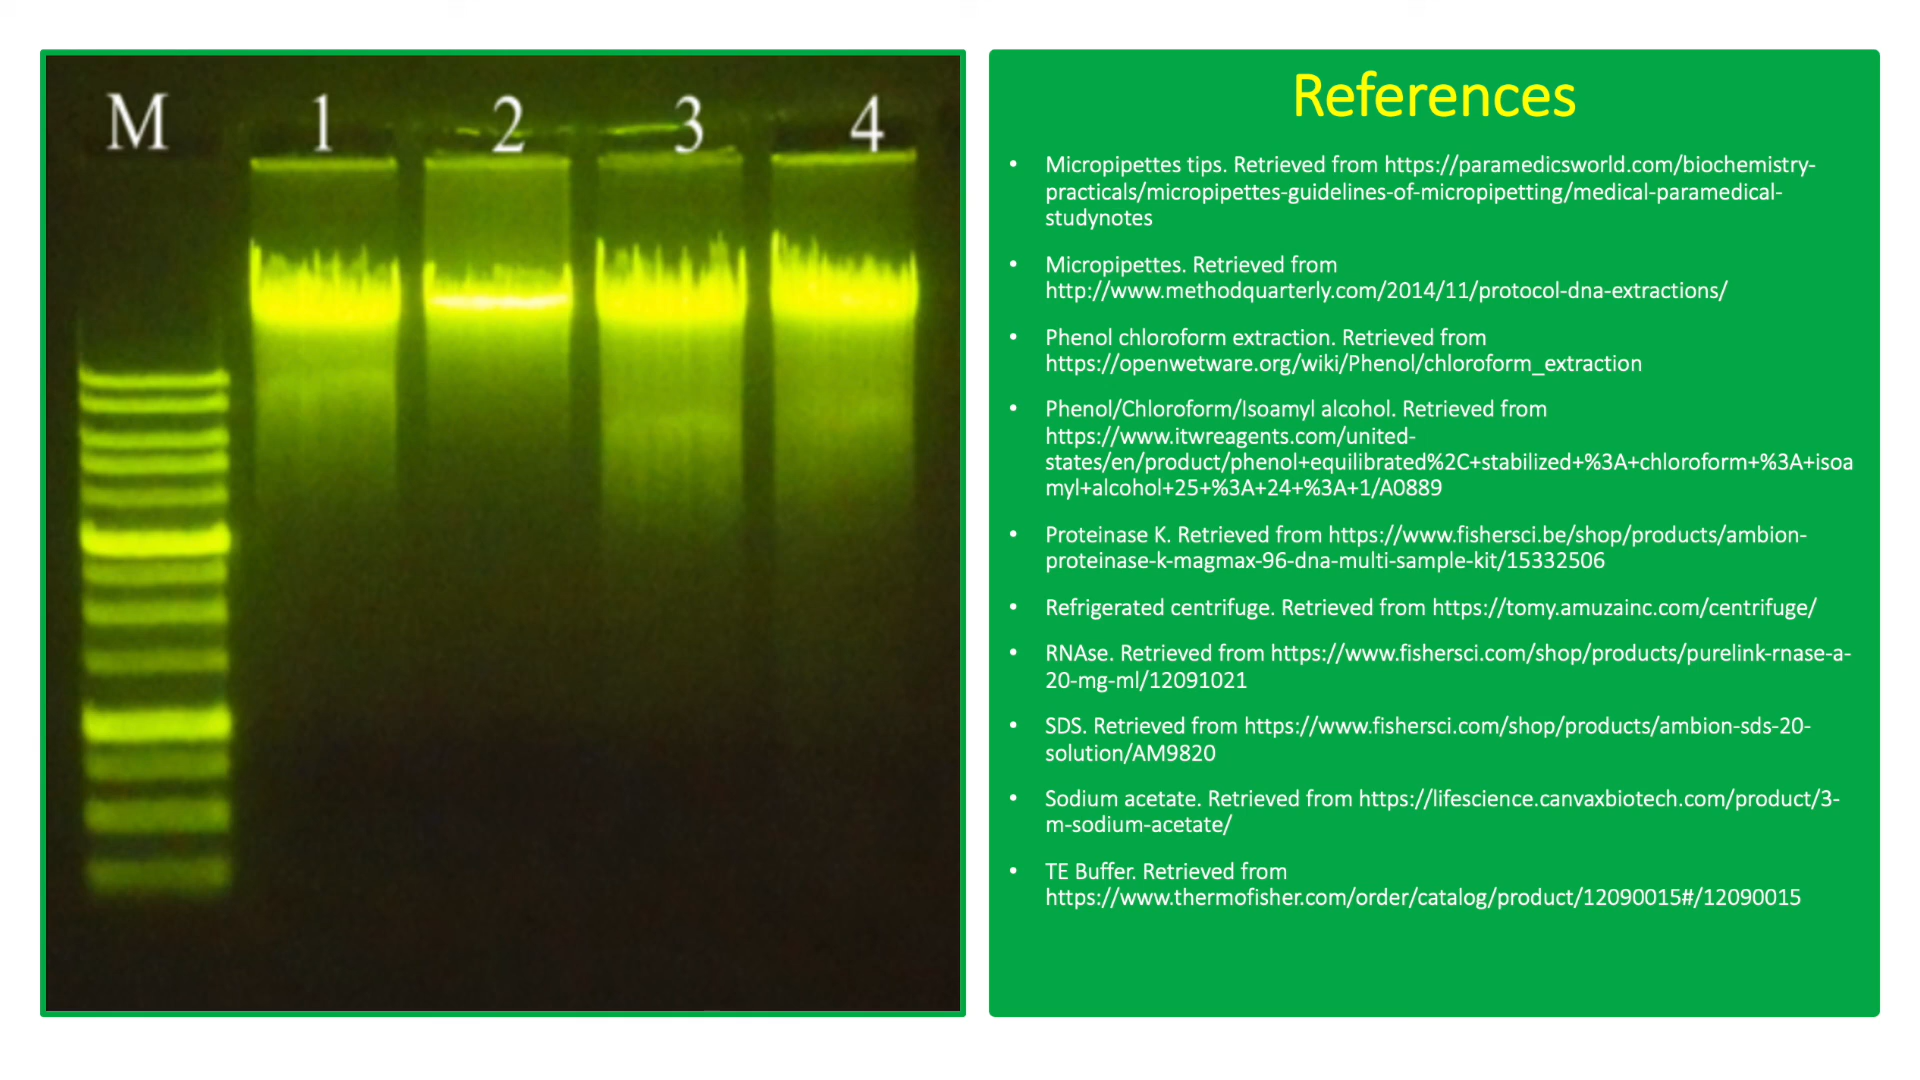 M 1 2 3 4
References
• Micropipettes tips. Retrieved from https://paramedicsworld.com/biochemistry-
practicals/micropipettes-guidelines-of-micropipetting/medical-paramedical-
studynotes
• Micropipettes. Retrieved from
http://www.methodquarterly.com/2014/11/protocol-dna-extractions/
• Phenol chloroform extraction. Retrieved from
https://openwetware.org/wiki/Phenol/chloroform_extraction
• Phenol/Chloroform/Isoamyl alcohol. Retrieved from
https://www.itwreagents.com/united-
states/en/product/phenol+equilibrated%2C+stabilized+%3A+chloroform+%3A+isoa
myl+alcohol+25+%3A+24+%3A+1/A0889
• Proteinase K. Retrieved from https://www.fishersci.be/shop/products/ambion-
proteinase-k-magmax-96-dna-multi-sample-kit/15332506
• Refrigerated centrifuge. Retrieved from https://tomy.amuzainc.com/centrifuge/
• RNAse. Retrieved from https://www.fishersci.com/shop/products/purelink-rnase-a-
20-mg-ml/12091021
• SDS. Retrieved from https://www.fishersci.com/shop/products/ambion-sds-20-
solution/AM9820
• Sodium acetate. Retrieved from https://lifescience.canvaxbiotech.com/product/3-
m-sodium-acetate/
• TE Buffer. Retrieved from
https://www.thermofisher.com/order/catalog/product/12090015#/12090015